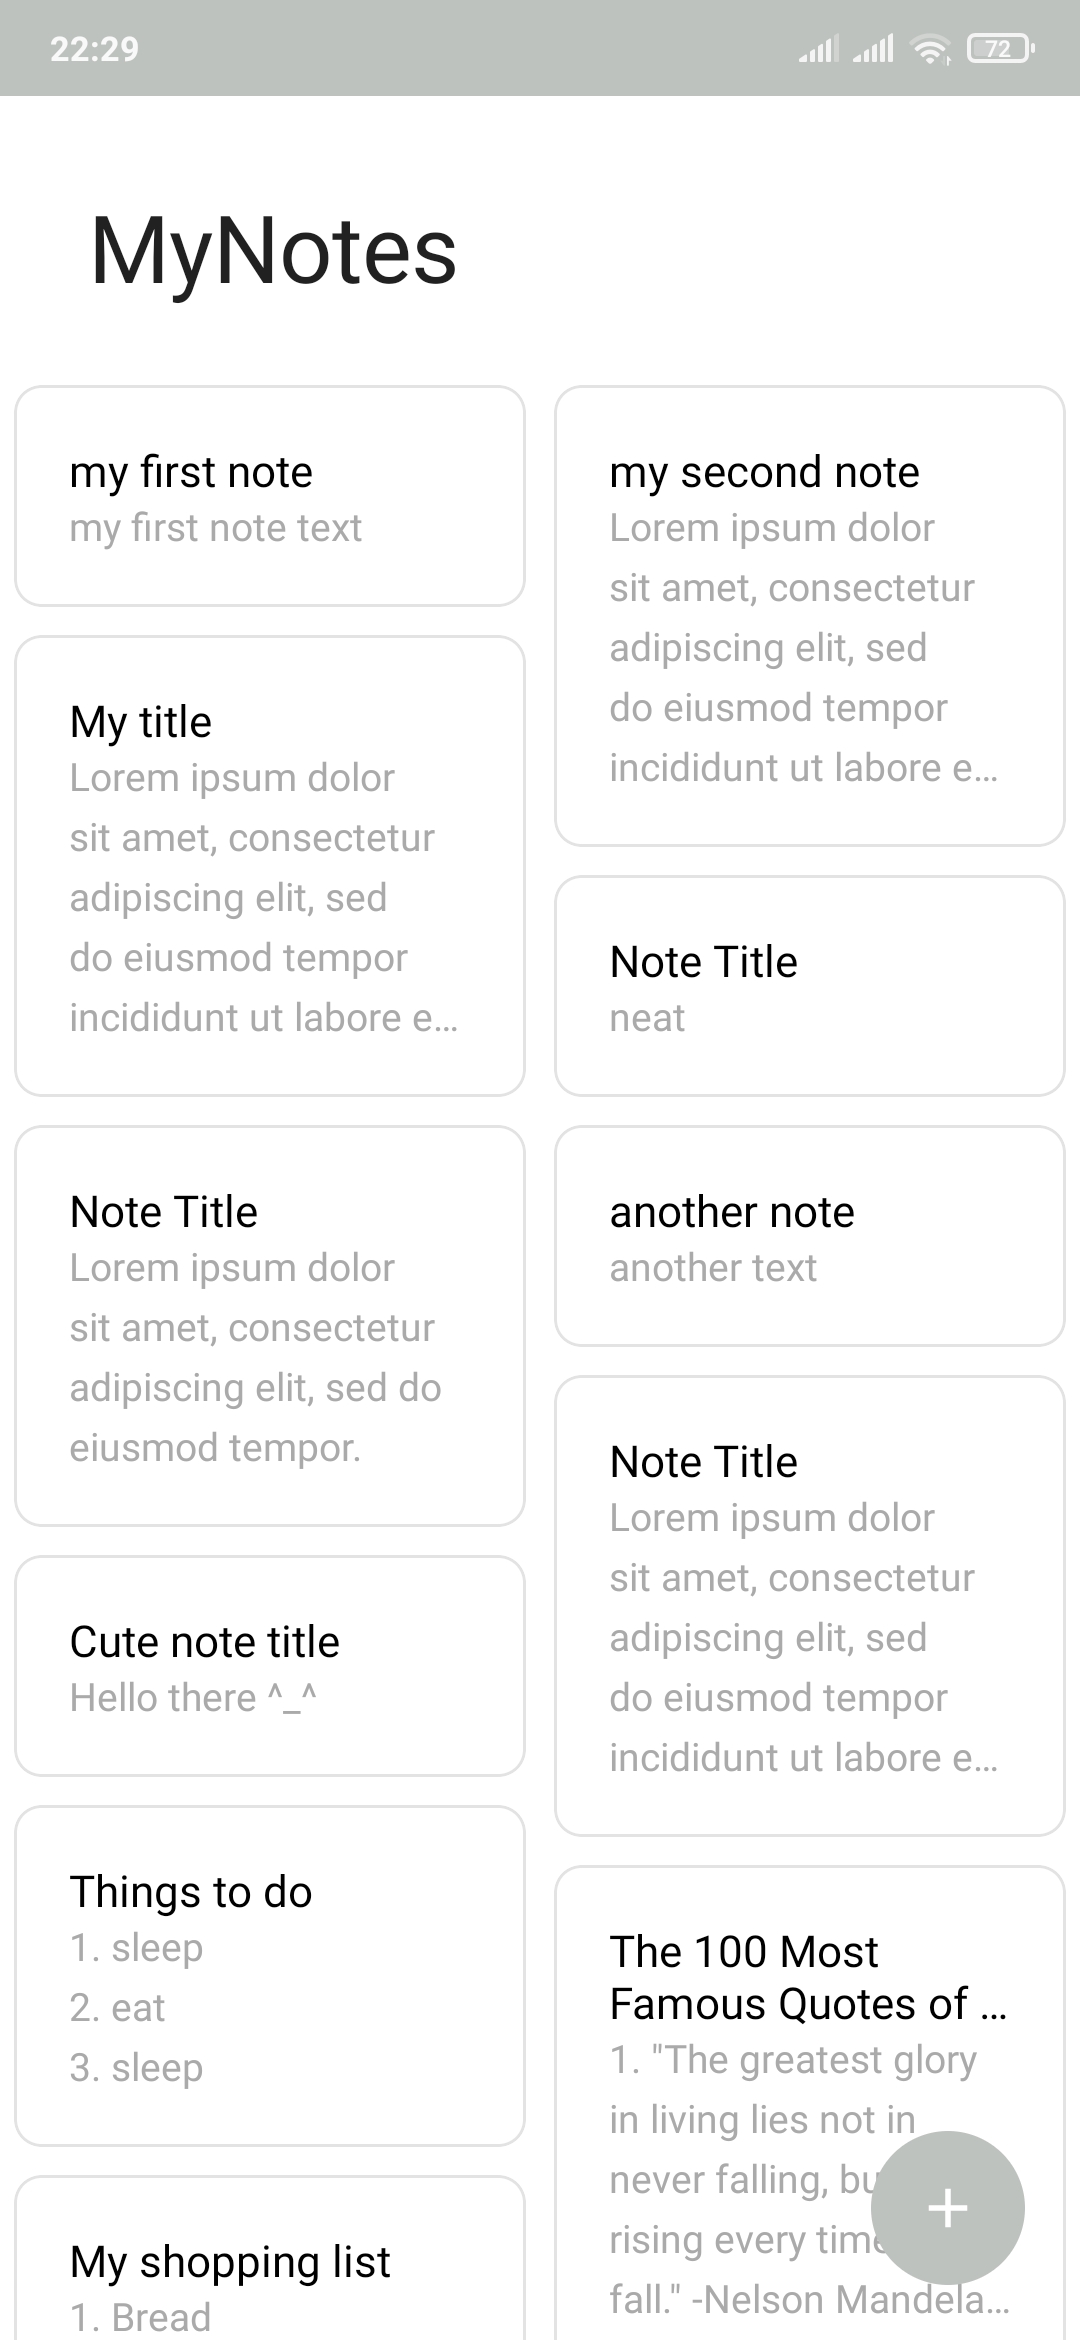 22:29
72
MyNotes
my first note
my first note text
my second note
Lorem ipsum dolor
sit amet, consectetur
adipiscing elit, sed
do eiusmod tempor
incididunt ut labore e...
My title
Lorem ipsum dolor
sit amet, consectetur
adipiscing elit, sed
do eiusmod tempor
incididunt ut labore e...
Note Title
neat
Note Title
Lorem ipsum dolor
sit amet, consectetur
adipiscing elit, sed do
eiusmod tempor.
another note
another text
Note Title
Lorem ipsum dolor
sit amet, consectetur
adipiscing elit, sed
do eiusmod tempor
incididunt ut labore e...
Cute note title
Hello there ^_^
Things to do
1. sleep
2. eat
3. sleep
The 100 Most
Famous Quotes of ...
1. "The greatest glory
in living lies not in
never falling,
rising every
fall." -Nelson Mandela...
My shopping list
1. Bread